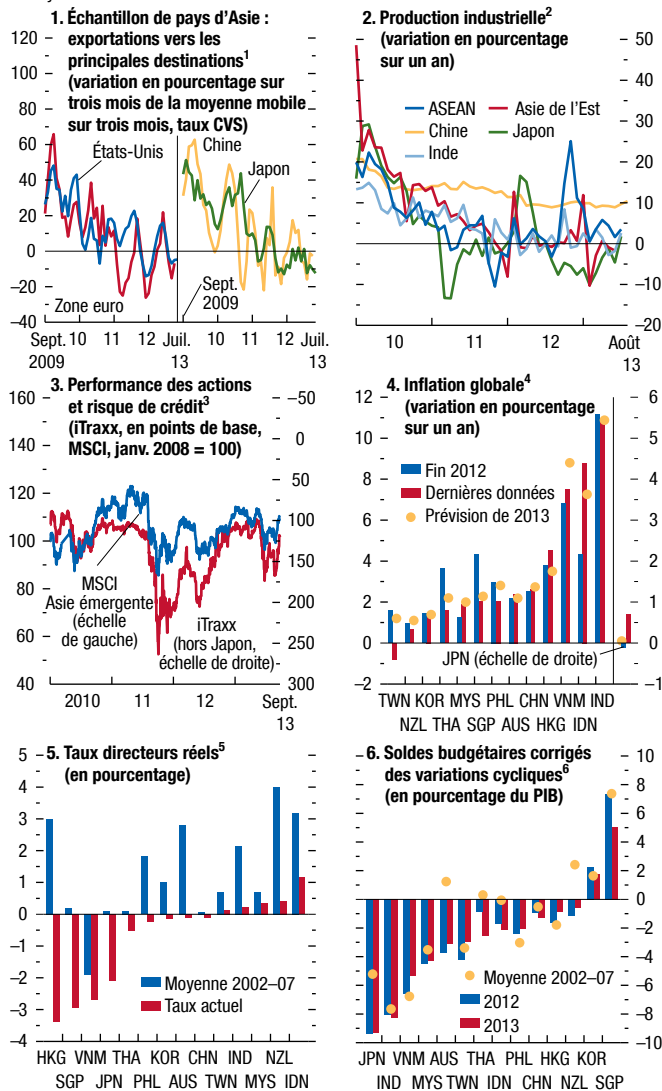 1. Échantillon de pays d'Asie :
exportations vers les
principales destinations1
(variation en pourcentage sur
trois mois de la moyenne mobile
sur trois mois, taux CVS)
120
100
80
60
40
20
0
–20
–40
États-Unis
Chine
Japon
Zone euro
Sept.
2009
Sept. 10 11 12 Juil. 10 11 12 Juil.
2009 13 13
2. Production industrielle2
(variation en pourcentage
sur un an)
ASEAN Asie de l'Est
Chine Japon
Inde
50
40
30
20
10
0
–10
–20
10 11 12 Août
13
3. Performance des actions
et risque de crédit3
(iTraxx, en points de base,
MSCI, janv. 2008 = 100)
160
140
120
100
80
60
40
–50
0
50
100
150
200
250
300
MSCI
Asie émergente
(échelle
de gauche)
iTraxx
(hors Japon,
échelle de droite)
2010 11 12 Sept.
13
4. Inflation globale4
(variation en pourcentage
sur un an)
Fin 2012
Dernières données
Prévision de 2013
12
10
8
6
4
2
0
–2
6
5
4
3
2
1
0
–1
JPN (échelle de droite)
TWN KOR MYS PHL CHN VNM IND
NZL THA SGP AUS HKG IDN
5. Taux directeurs réels5
(en pourcentage)
5
4
3
2
1
0
–1
–2
–3
–4
Moyenne 2002–07
Taux actuel
HKG VNM THA KOR CHN IND NZL
SGP JPN PHL AUS TWN MYS IDN
6. Soldes budgétaires corrigés
des variations cycliques6
(en pourcentage du PIB)
10
8
6
4
2
0
–2
–4
–6
–8
–10
Moyenne 2002–07
2012
2013
JPN VNM AUS THA PHL HKG KOR
IND MYS TWN IDN CHN NZL SGP